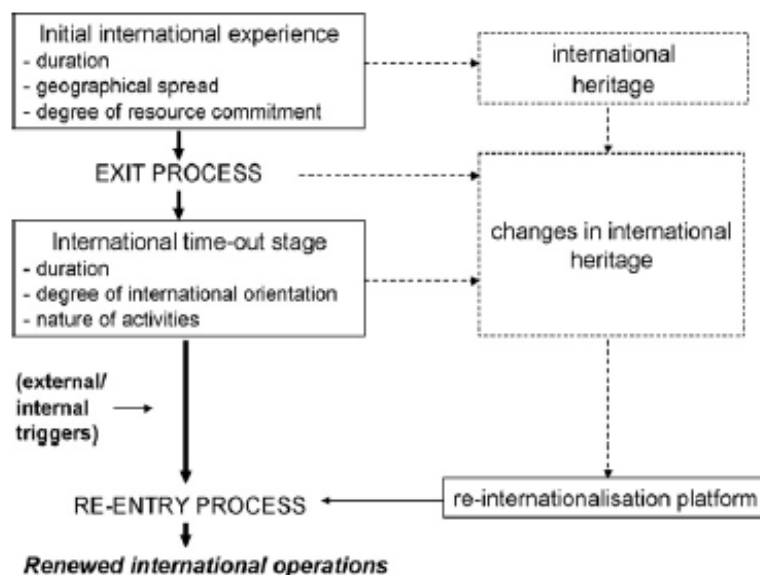 Initial international experience
- duration
- geographical spread
- degree of resource commitment
international
heritage
EXIT PROCESS
International time-out stage
- duration
- degree of international orientation
- nature of activities
changes in international
heritage
(external/
internal
triggers)
RE-ENTRY PROCESS
re-internationalisation platform
Renewed international operations